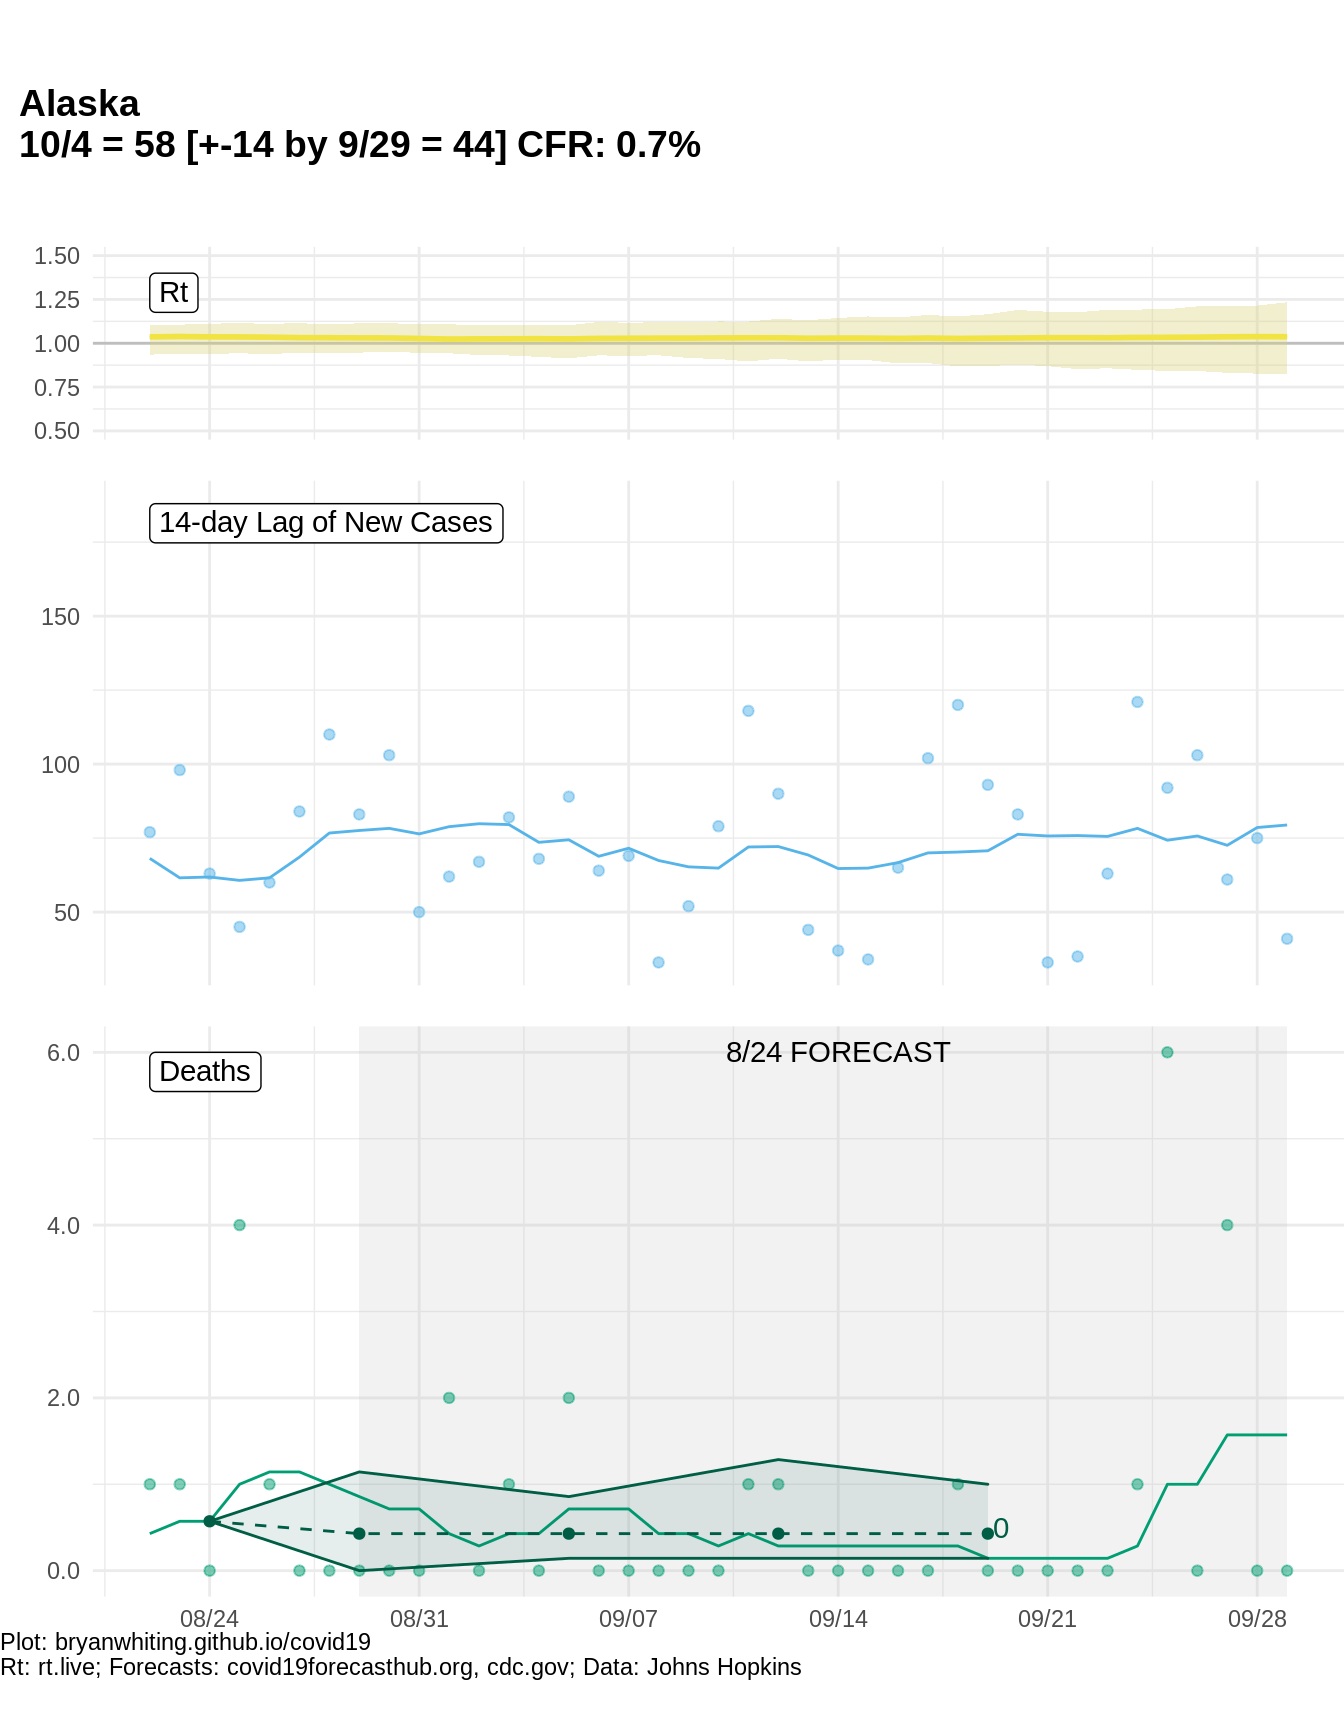 Alaska
10/4 = 58 [+-14 by 9/29 = 44] CFR: 0.7%
1.50
Rt
1.25
1.00
0.75
0.50
14-day Lag of New Cases
150
100
50
6.0
8/24 FORECAST
Deaths
4.0
2.0
0
0.0
08/24 08/31 09/07 09/14 09/21 09/28
Plot: bryanwhiting.github.io/covid19
Rt: rt.live; Forecasts: covid19forecasthub.org, cdc.gov; Data: Johns Hopkins